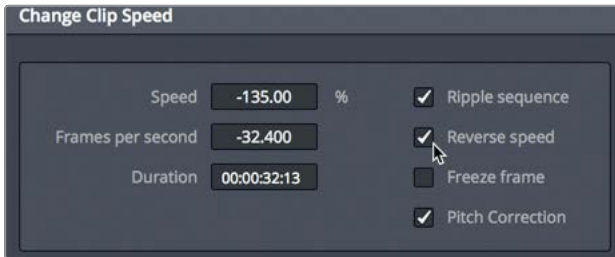 Change Clip Speed
Speed -135.00 % Ripple sequence
Frames per second -32.400 Reverse speed
Duration 00:00:32:13 Freeze frame
Pitch Correction